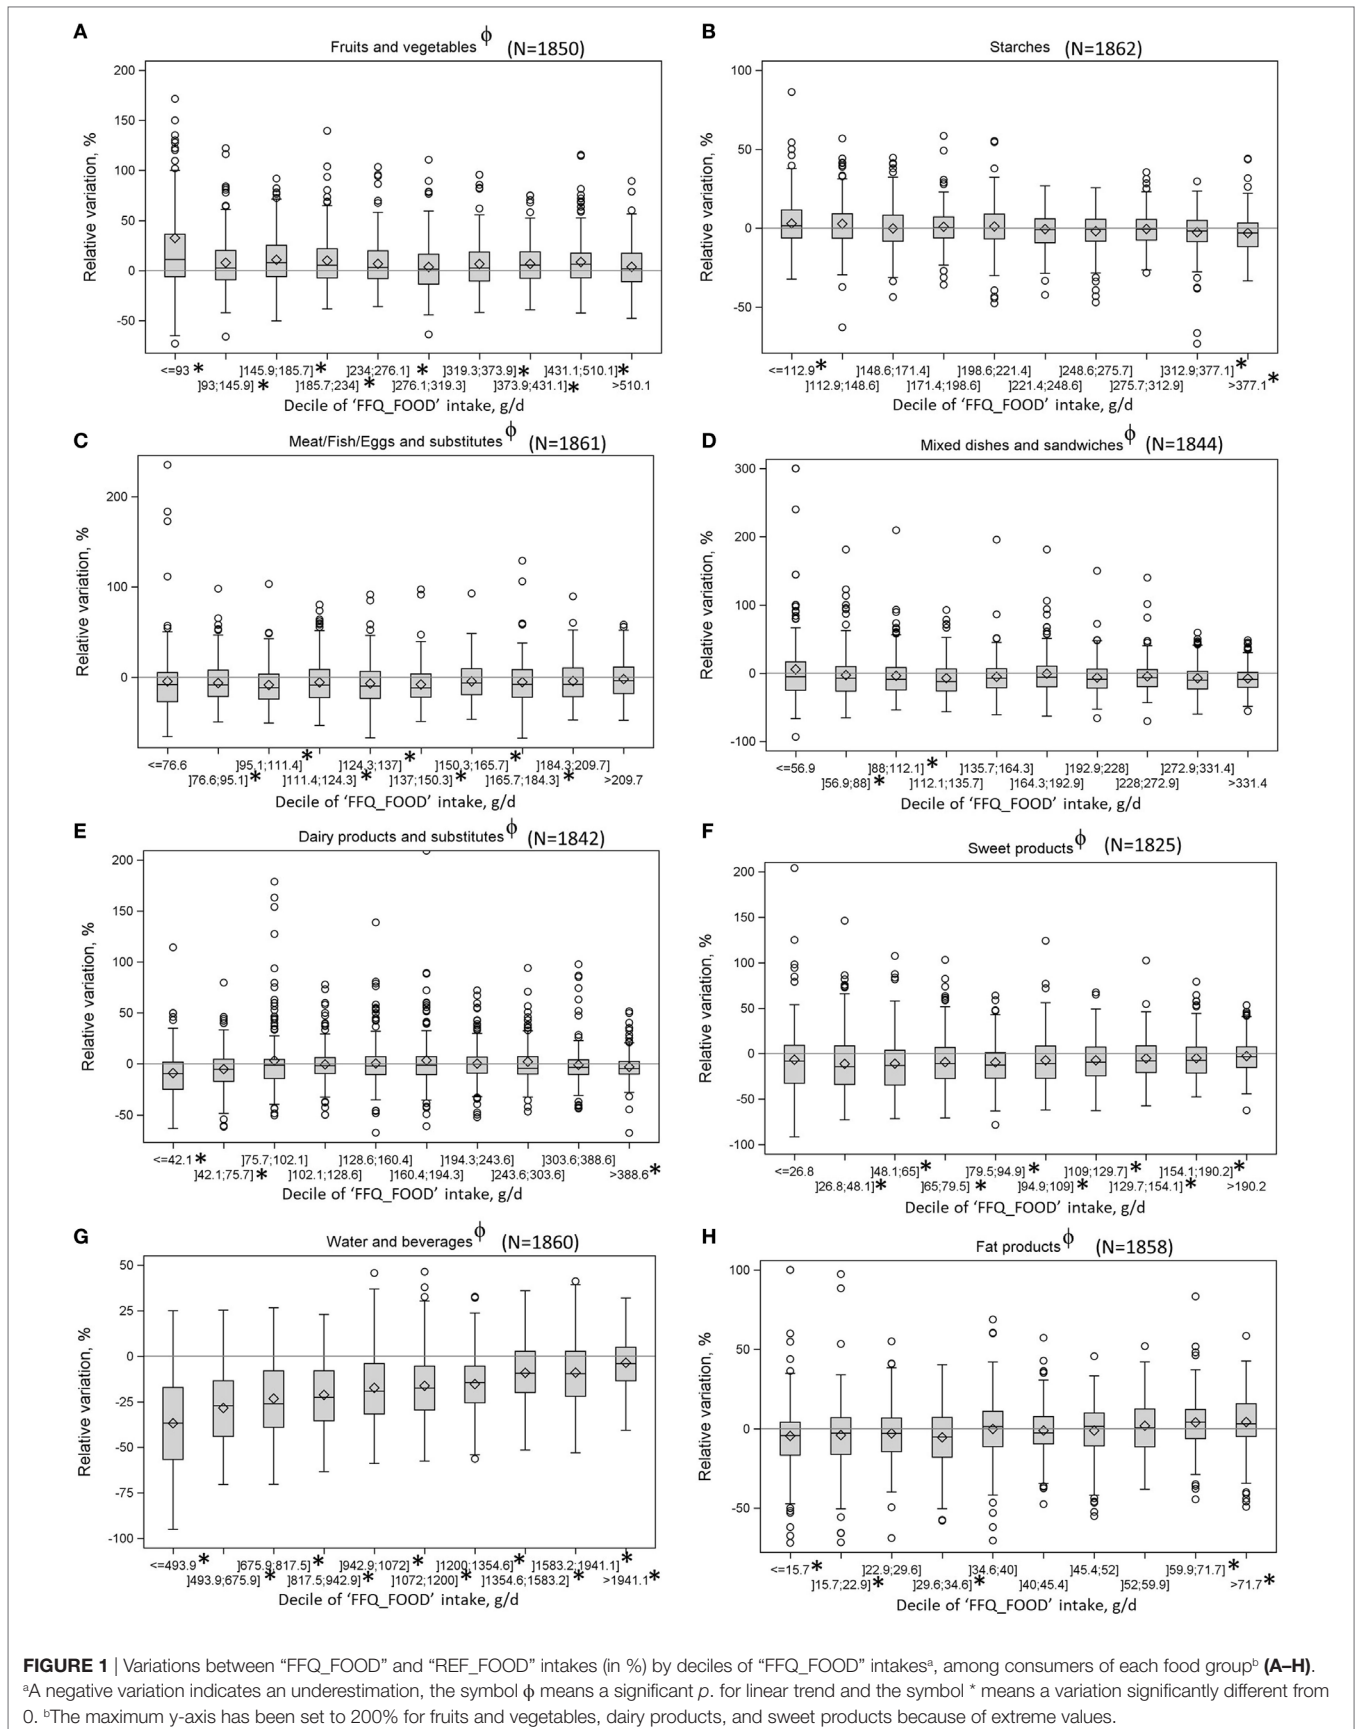 A
Fruits and vegetables ϕ (N=1850)
200
150
100
50
0
-50
Relative variation, %
<=93 * ]145.9;185.7] * ]234;276.1] * ]319.3;373.9] * ]431.1;510.1] *
]93;145.9] * ]185.7;234] * ]276.1;319.3] ]373.9;431.1] * >510.1
Decile of ‘FFQ_FOOD’ intake, g/d
B
Starches (N=1862)
100
50
0
-50
Relative variation, %
<=112.9 * ]148.6;171.4] ]198.6;221.4] ]248.6;275.7] ]312.9;377.1] *
]112.9;148.6] ]171.4;198.6] ]221.4;248.6] ]275.7;312.9] >377.1 *
Decile of ‘FFQ_FOOD’ intake, g/d
C
Meat/Fish/Eggs and substitutes ϕ (N=1861)
200
100
0
Relative variation, %
<=76.6 ]95.1;111.4] * ]124.3;137] * ]150.3;165.7] * ]184.3;209.7]
]76.6;95.1] * ]111.4;124.3] * ]137;150.3] * ]165.7;184.3] * >209.7
Decile of ‘FFQ_FOOD’ intake, g/d
D
Mixed dishes and sandwiches ϕ (N=1844)
300
200
100
0
-100
Relative variation, %
<=56.9 ]88;112.1] * ]135.7;164.3] ]192.9;228] ]272.9;331.4]
]56.9;88] * ]112.1;135.7] ]164.3;192.9] ]228;272.9] >331.4
Decile of ‘FFQ_FOOD’ intake, g/d
E
Dairy products and substitutes ϕ (N=1842)
200
150
100
50
0
-50
Relative variation, %
<=42.1 * ]75.7;102.1] ]128.6;160.4] ]194.3;243.6] ]303.6;388.6]
]42.1;75.7] * ]102.1;128.6] ]160.4;194.3] ]243.6;303.6] >388.6 *
Decile of ‘FFQ_FOOD’ intake, g/d
F
Sweet products ϕ (N=1825)
200
150
100
50
0
-50
-100
Relative variation, %
<=26.8 ]48.1;65] * ]79.5;94.9] * ]109;129.7] * ]154.1;190.2] *
]26.8;48.1] * ]65;79.5] * ]94.9;109] * ]129.7;154.1] * >190.2
Decile of ‘FFQ_FOOD’ intake, g/d
G
Water and beverages ϕ (N=1860)
50
25
0
-25
-50
-75
-100
Relative variation, %
<=493.9 * ]675.9;817.5] * ]942.9;1072] * ]1200;1354.6] * ]1583.2;1941.1] *
]493.9;675.9] * ]817.5;942.9] * ]1072;1200] * ]1354.6;1583.2] * >1941.1 *
Decile of ‘FFQ_FOOD’ intake, g/d
H
Fat products ϕ (N=1858)
100
50
0
-50
Relative variation, %
<=15.7 * ]22.9;29.6] ]34.6;40] ]45.4;52] ]59.9;71.7] *
]15.7;22.9] * ]29.6;34.6] * ]40;45.4] ]52;59.9] >71.7 *
Decile of ‘FFQ_FOOD’ intake, g/d
FIGURE 1 | Variations between “FFQ_FOOD” and “REF_FOOD” intakes (in %) by deciles of “FFQ_FOOD” intakesᵃ, among consumers of each food groupᵇ (A–H).
ᵃA negative variation indicates an underestimation, the symbol ϕ means a significant p. for linear trend and the symbol * means a variation significantly different from
0. ᵇThe maximum y-axis has been set to 200% for fruits and vegetables, dairy products, and sweet products because of extreme values.